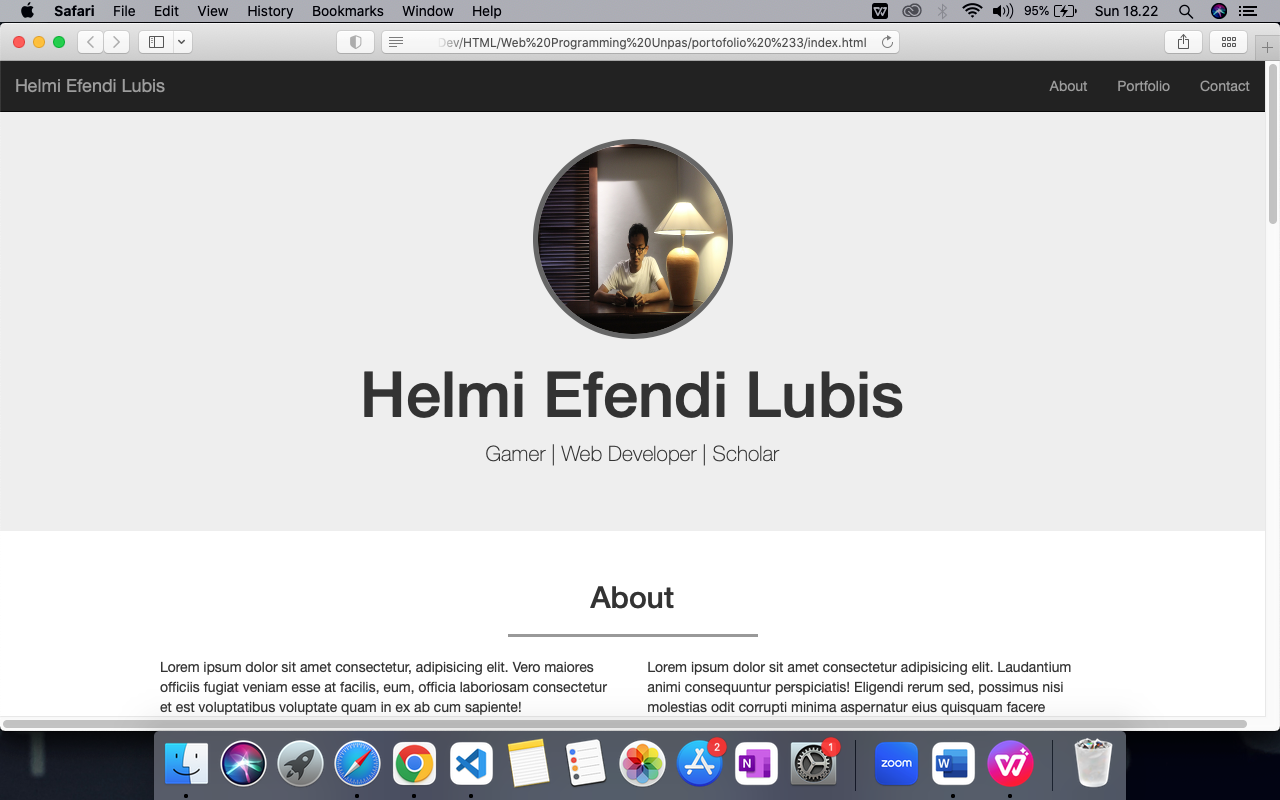 Safari File Edit View History Bookmarks Window Help 95% Sun 18.22
Dev/HTML/Web%20Programming%20Unpas/portofolio%20%233/index.html
Helmi Efendi Lubis About Portfolio Contact
Helmi Efendi Lubis
Gamer | Web Developer | Scholar
About
Lorem ipsum dolor sit amet consectetur, adipisicing elit. Vero maiores
officiis fugiat veniam esse at facilis, eum, officia laboriosam consectetur
et est voluptatibus voluptate quam in ex ab cum sapiente!
Lorem ipsum dolor sit amet consectetur adipisicing elit. Laudantium
animi consequuntur perspiciatis! Eligendi rerum sed, possimus nisi
molestias odit corrupti minima aspernatur eius quisquam facere
2 N 1 zoom W